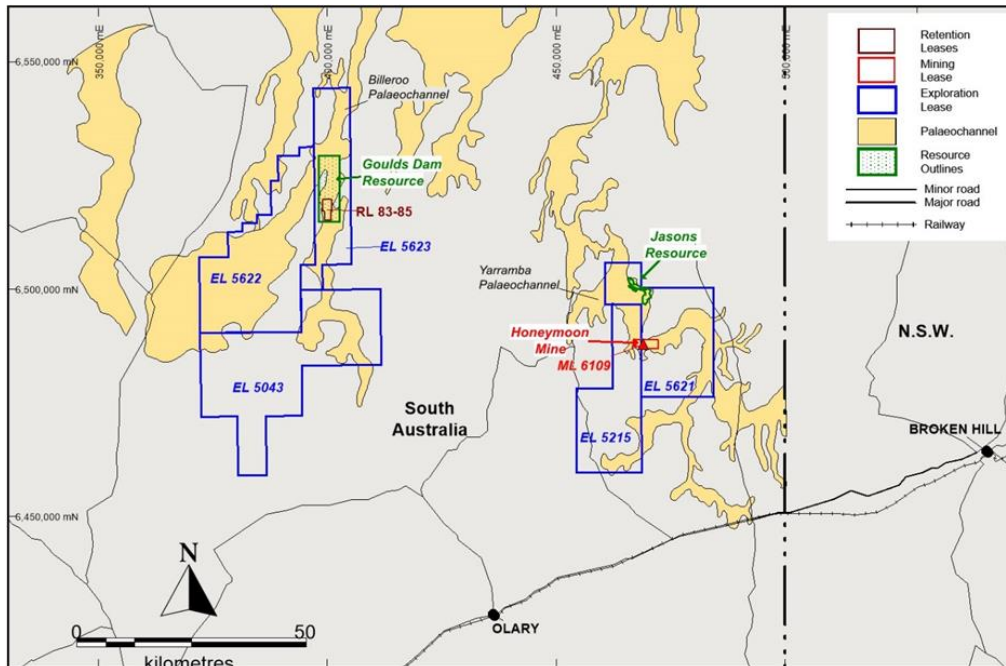 350,000 mE
400,000 mE
450,000 mE
500,000 mE
6,550,000 mN
6,500,000 mN
6,450,000 mN
Billeroo
Palaeochannel
Goulds Dam
Resource
RL 83-85
EL 5623
EL 5622
EL 5043
Jasons
Resource
Yarramba
Palaeochannel
Honeymoon
Mine
ML 6109
EL 5621
EL 5215
South
Australia
N.S.W.
BROKEN HILL
OLARY
N
0
50
kilometres
Retention
Leases
Mining
Lease
Exploration
Lease
Palaeochannel
Resource
Outlines
Minor road
Major road
Railway